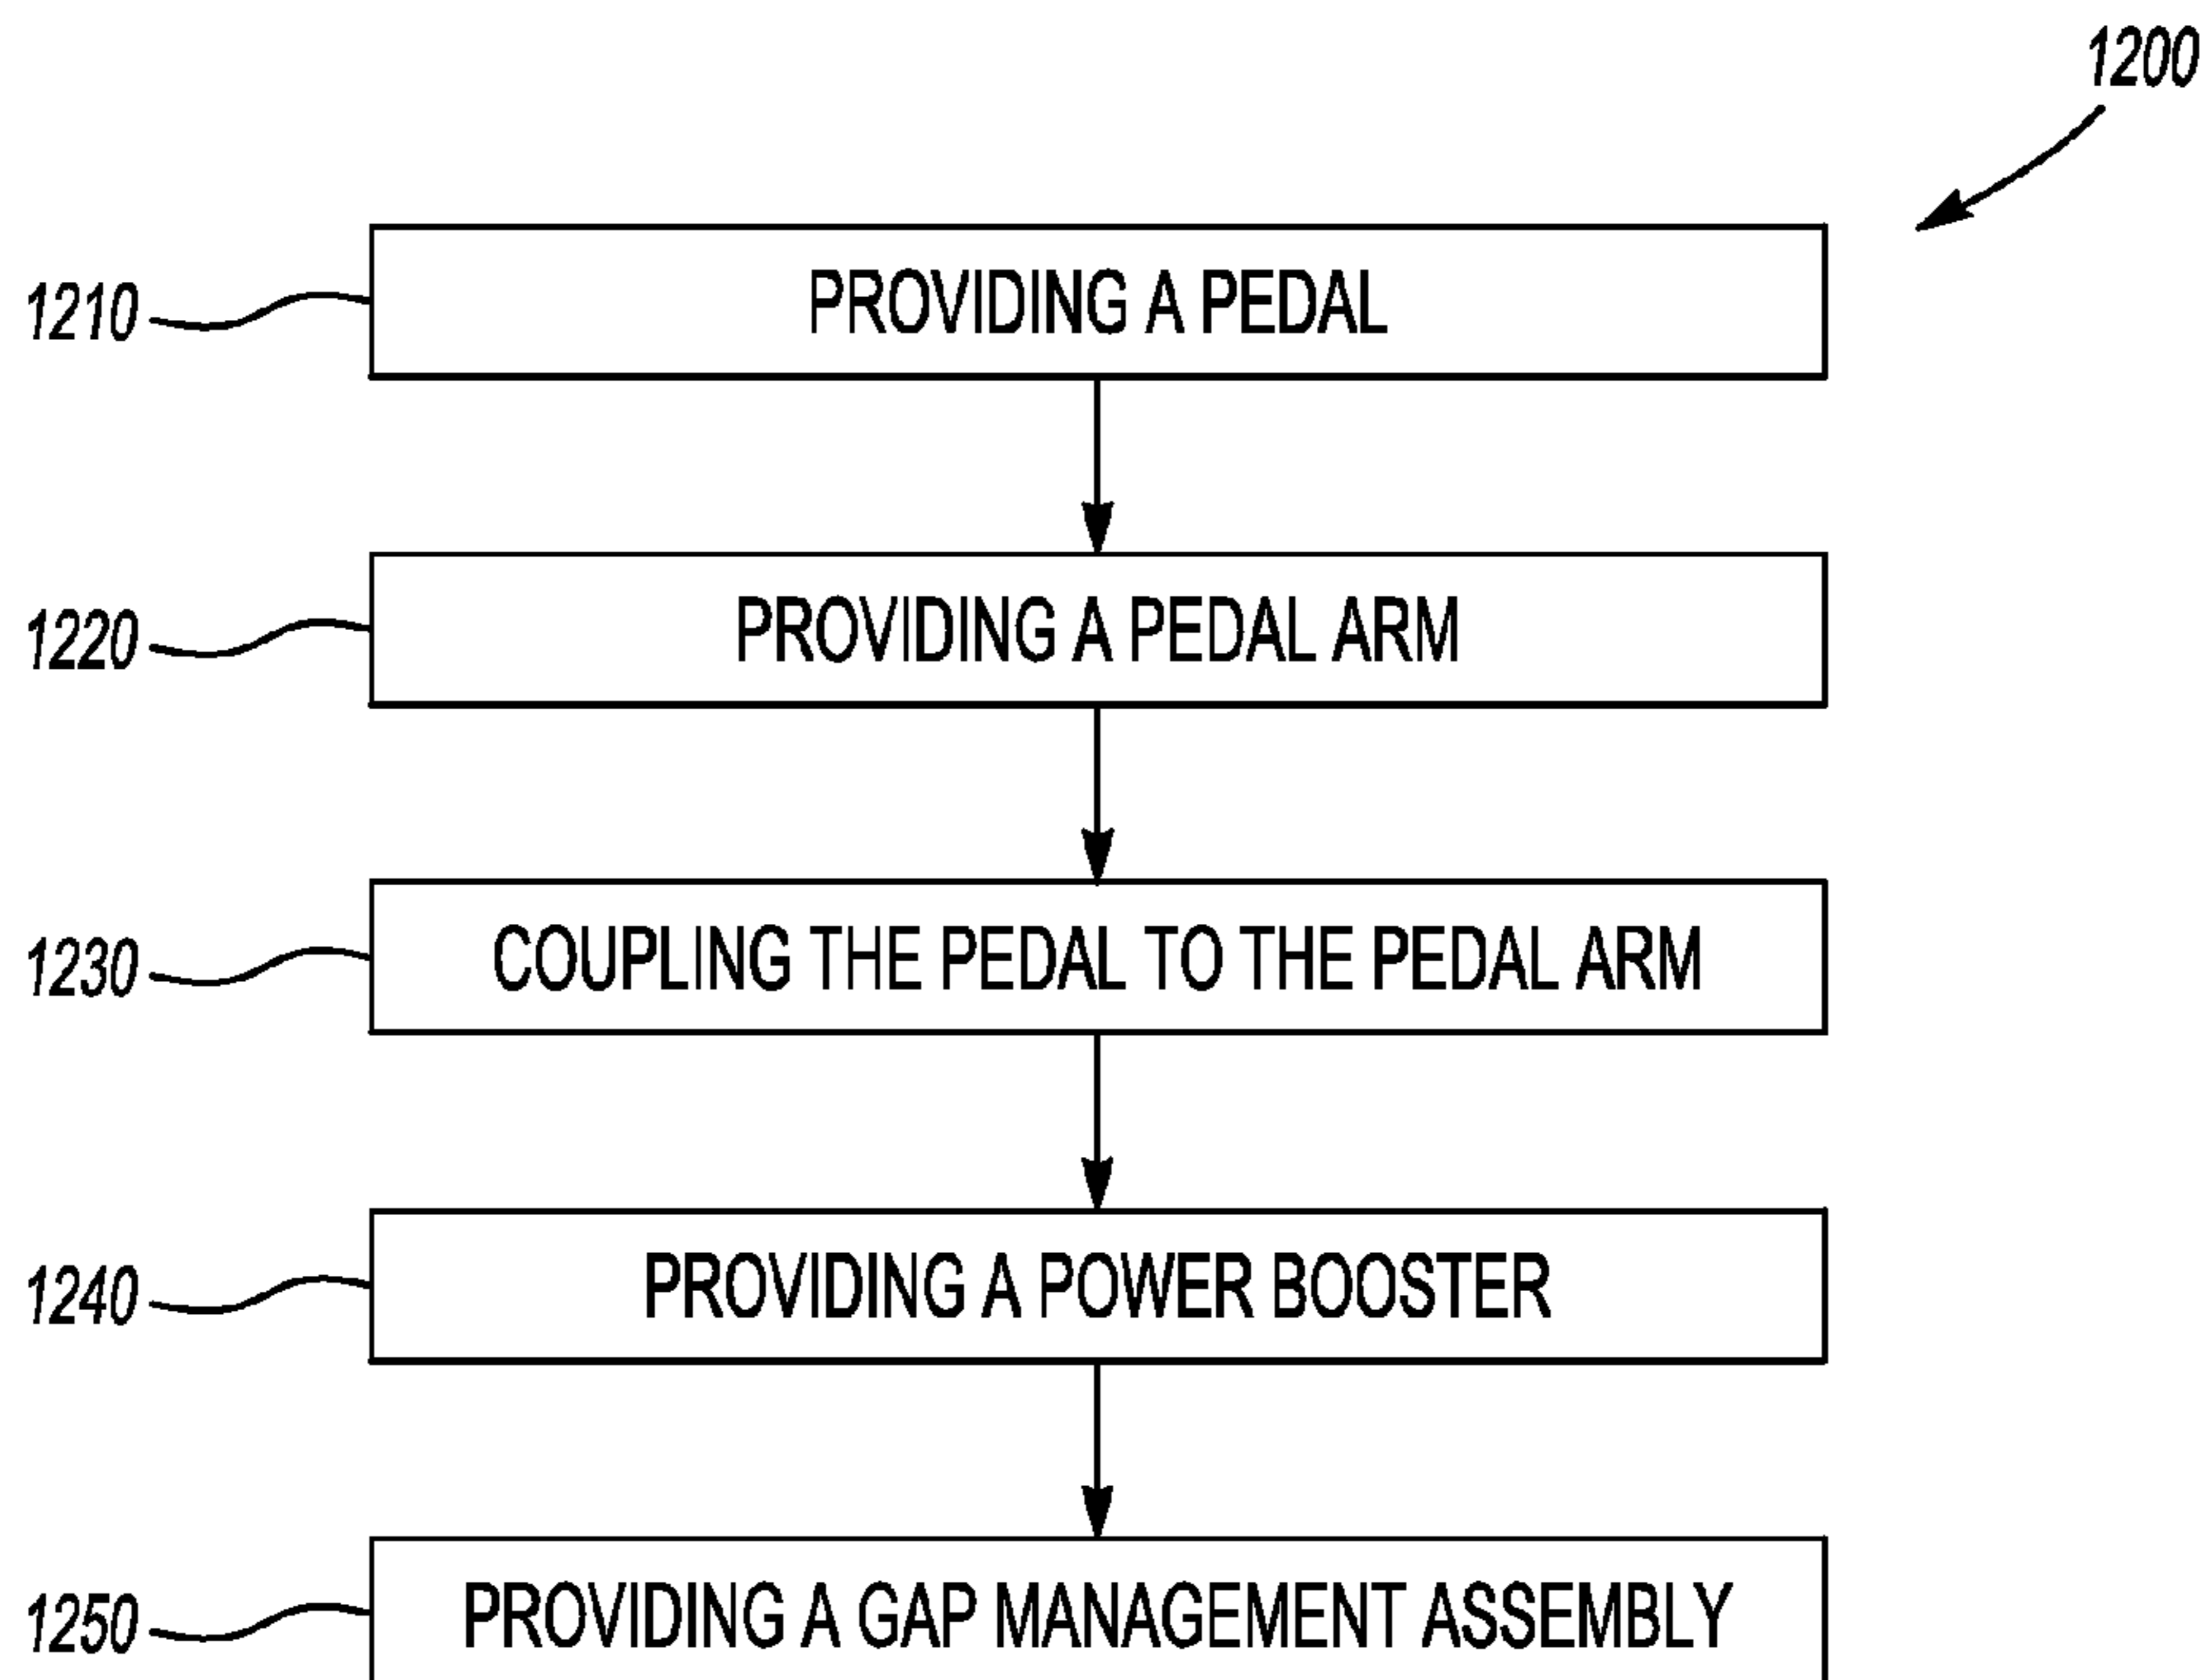 1200
1210 PROVIDING A PEDAL
1220 PROVIDING A PEDAL ARM
1230 COUPLING THE PEDAL TO THE PEDAL ARM
1240 PROVIDING A POWER BOOSTER
1250 PROVIDING A GAP MANAGEMENT ASSEMBLY